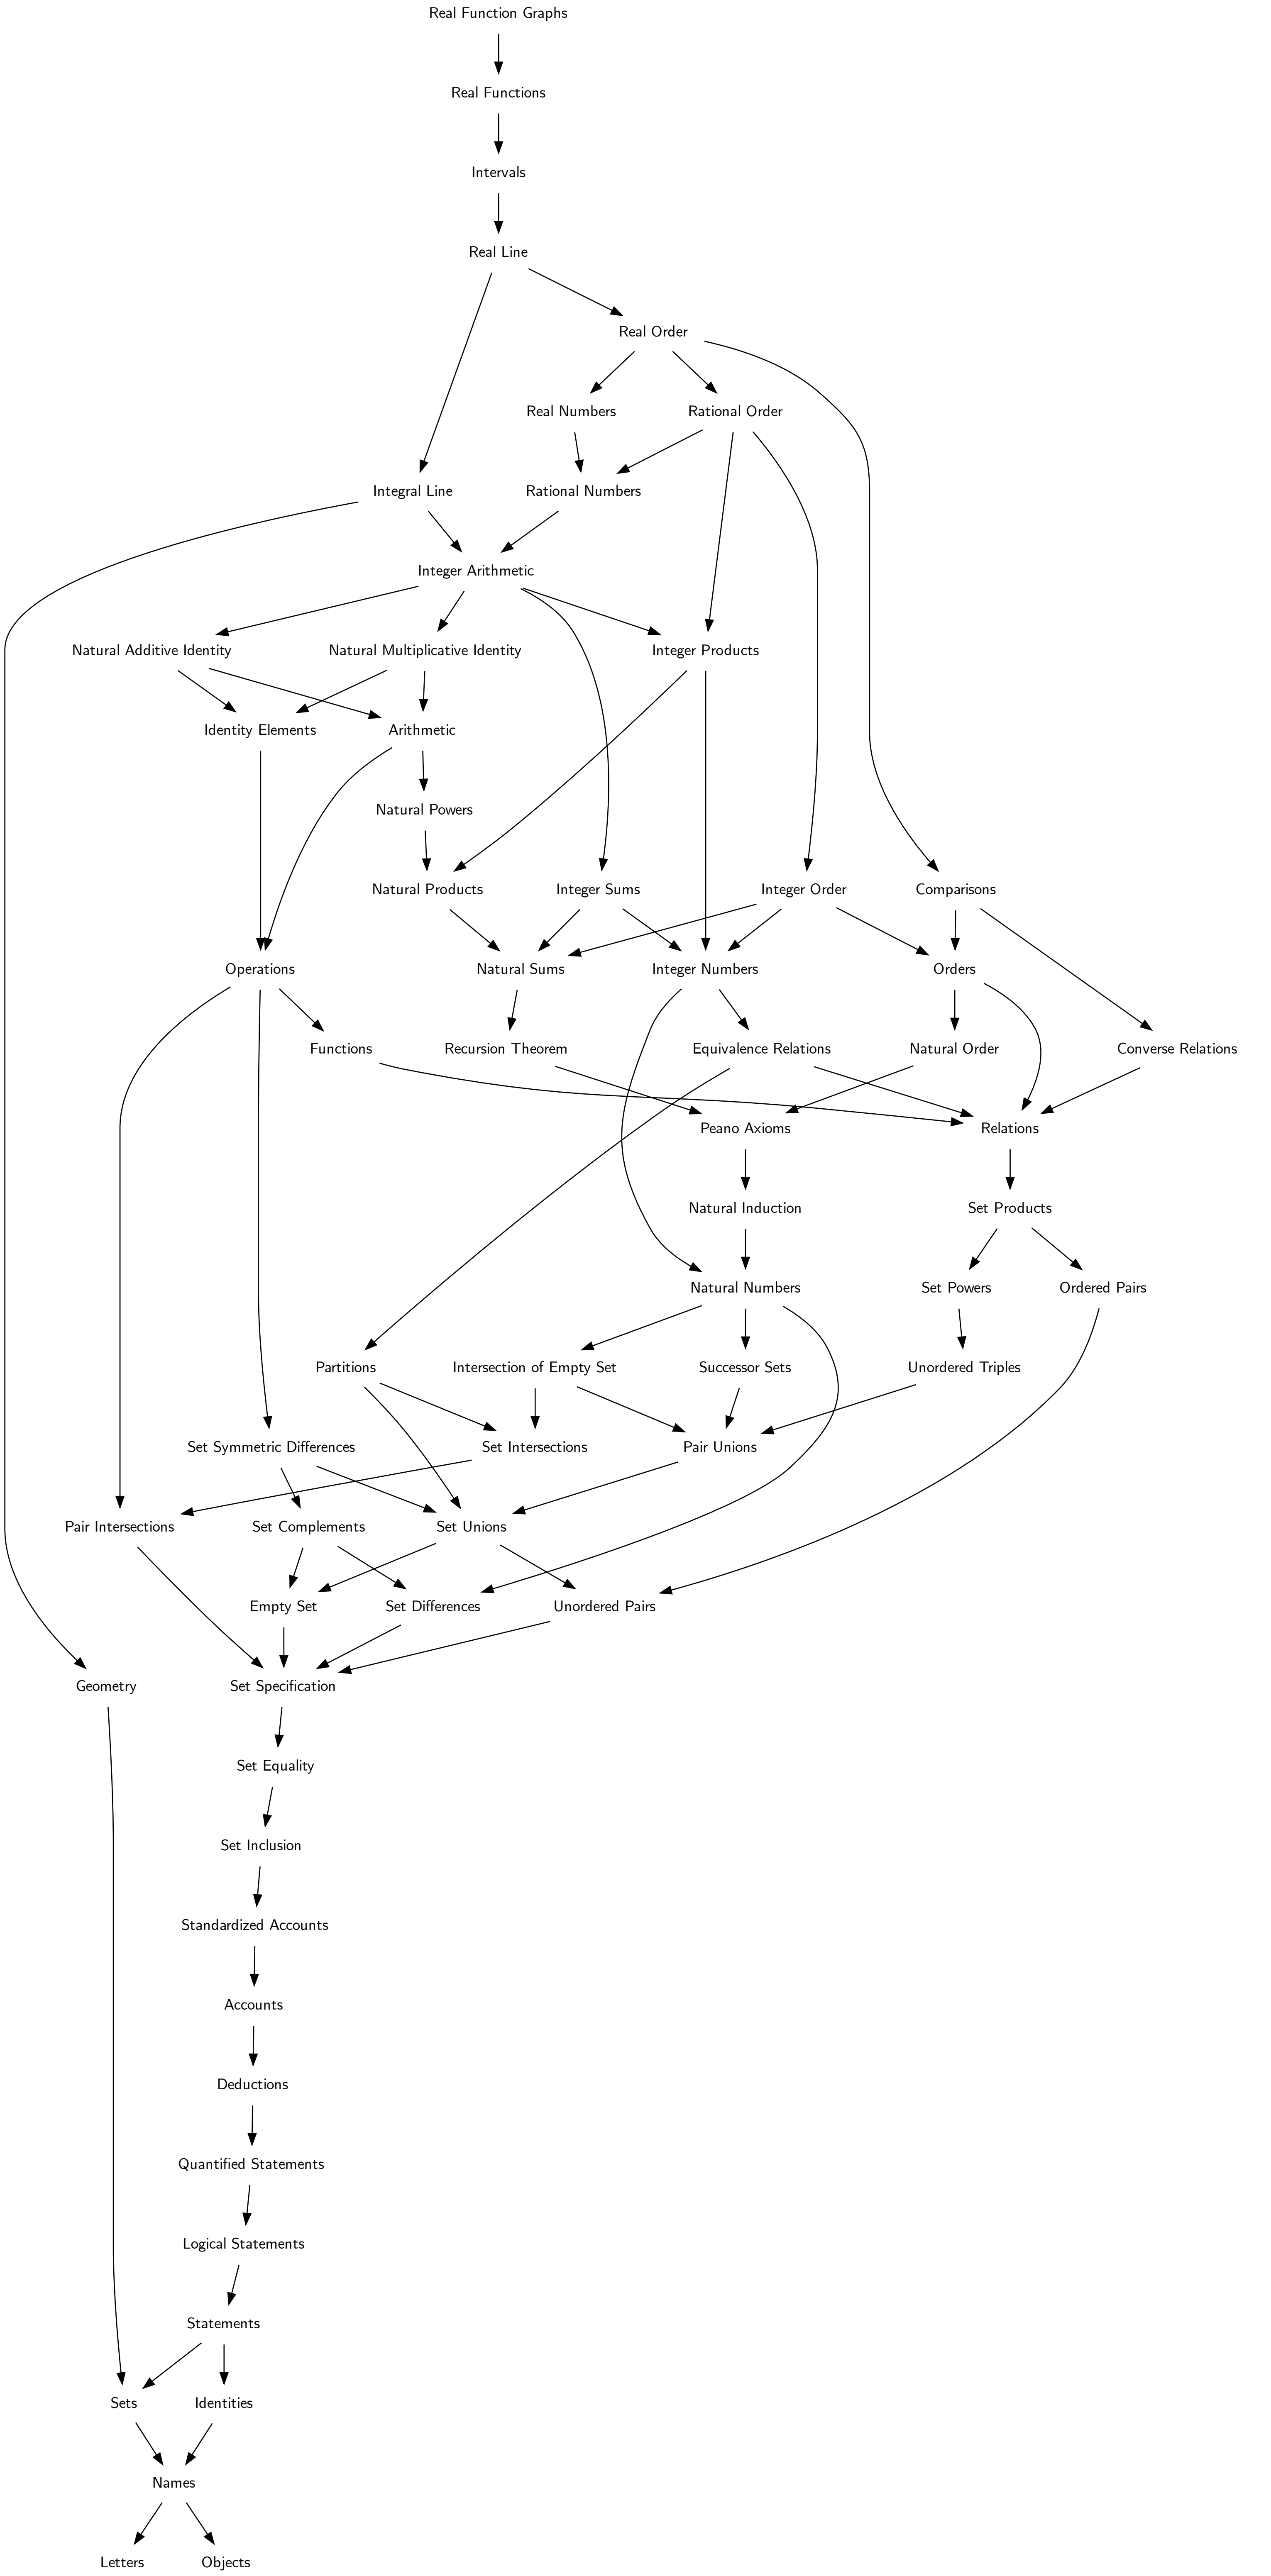 Real Function Graphs
Real Functions
Intervals
Real Line
Real Order
Real Numbers
Rational Order
Integral Line
Rational Numbers
Integer Arithmetic
Natural Additive Identity
Natural Multiplicative Identity
Integer Products
Identity Elements
Arithmetic
Natural Powers
Natural Products
Integer Sums
Integer Order
Comparisons
Operations
Natural Sums
Integer Numbers
Orders
Functions
Recursion Theorem
Equivalence Relations
Natural Order
Converse Relations
Peano Axioms
Relations
Natural Induction
Set Products
Natural Numbers
Set Powers
Ordered Pairs
Partitions
Intersection of Empty Set
Successor Sets
Unordered Triples
Set Symmetric Differences
Set Intersections
Pair Unions
Pair Intersections
Set Complements
Set Unions
Empty Set
Set Differences
Unordered Pairs
Geometry
Set Specification
Set Equality
Set Inclusion
Standardized Accounts
Accounts
Deductions
Quantified Statements
Logical Statements
Statements
Sets
Identities
Names
Letters
Objects